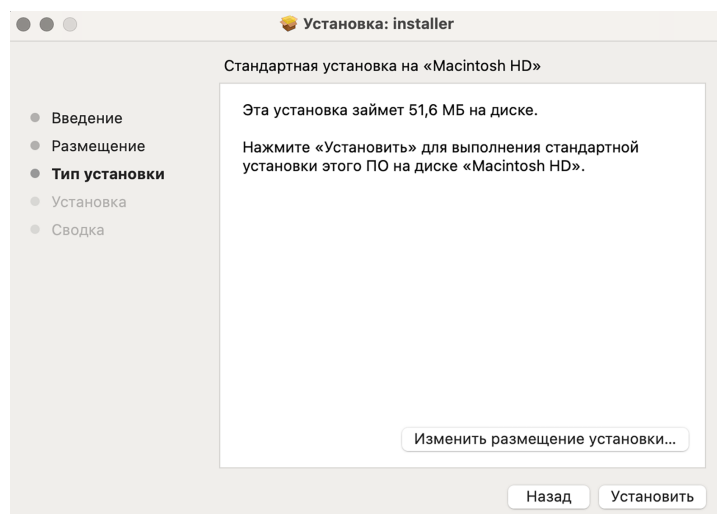 Установка: installer
Стандартная установка на «Macintosh HD»
Введение
Размещение
Тип установки
Установка
Сводка
Эта установка займет 51,6 МБ на диске.
Нажмите «Установить» для выполнения стандартной
установки этого ПО на диске «Macintosh HD».
Изменить размещение установки...
Назад
Установить